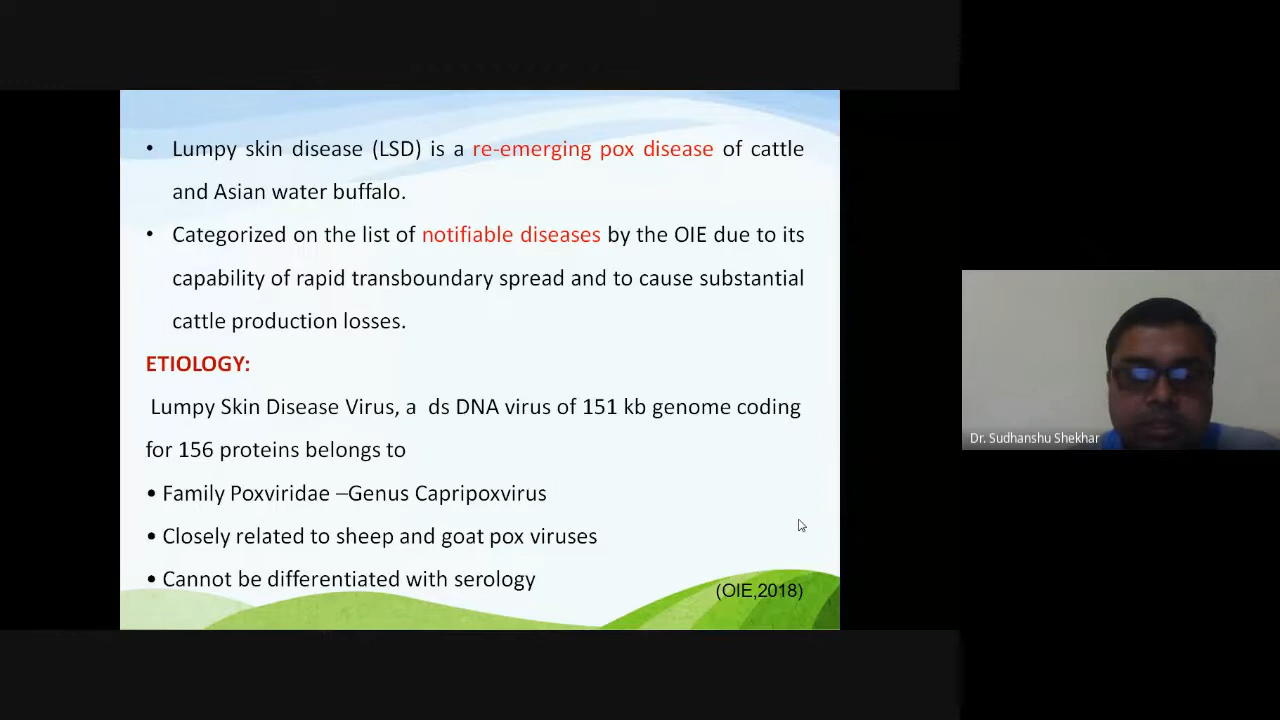 • Lumpy skin disease (LSD) is a re-emerging pox disease of cattle
and Asian water buffalo.
• Categorized on the list of notifiable diseases by the OIE due to its
capability of rapid transboundary spread and to cause substantial
cattle production losses.
ETIOLOGY:
Lumpy Skin Disease Virus, a ds DNA virus of 151 kb genome coding
for 156 proteins belongs to
• Family Poxviridae –Genus Capripoxvirus
• Closely related to sheep and goat pox viruses
• Cannot be differentiated with serology
(OIE,2018)
Dr. Sudhanshu Shekhar